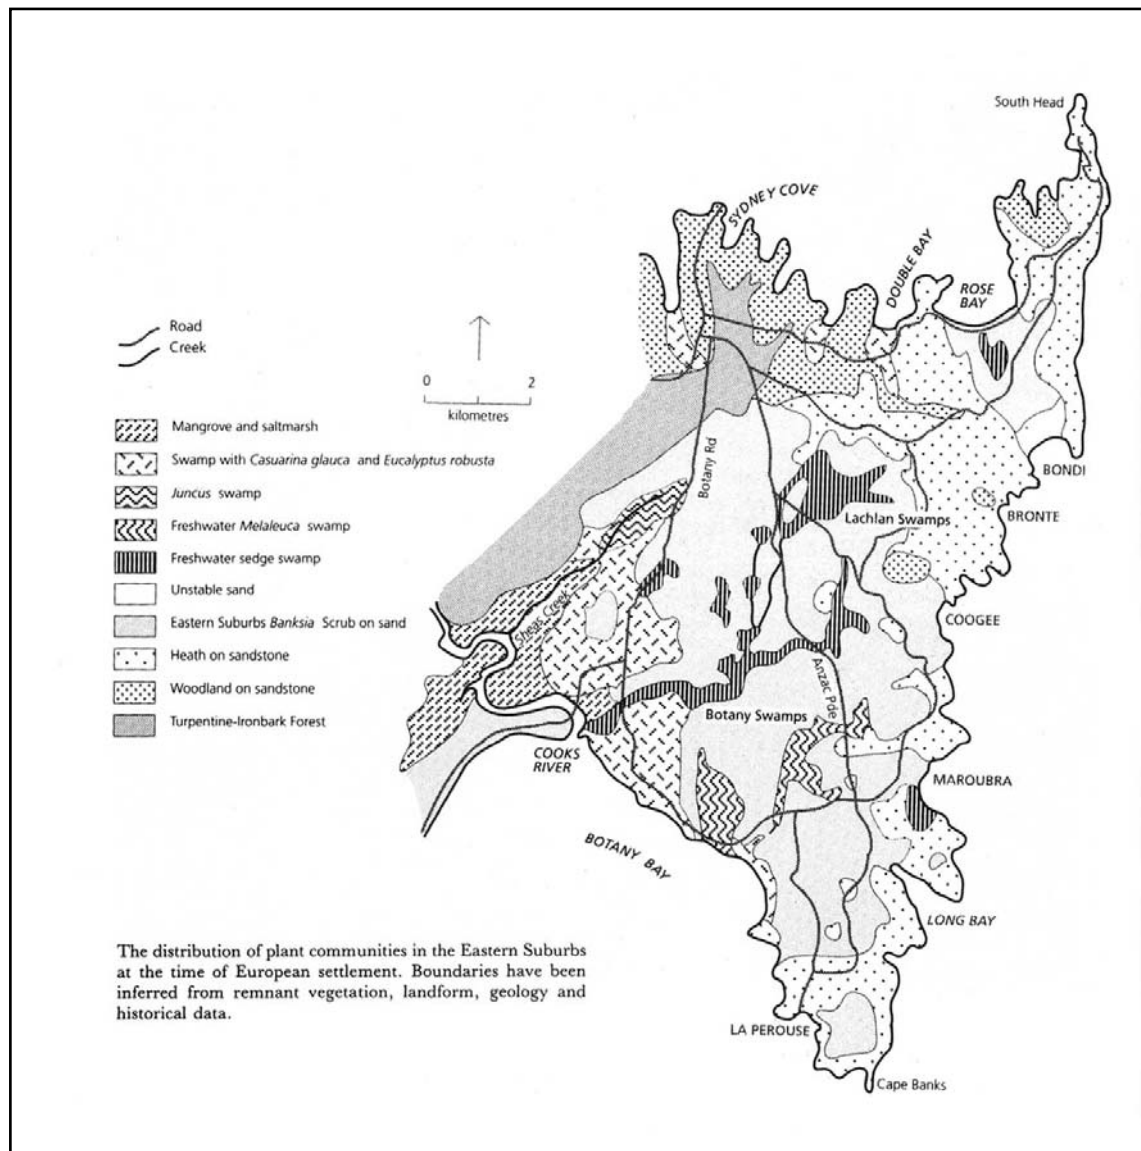 South Head
SYDNEY COVE
DOUBLE BAY
ROSE
BAY
Road
Creek
0 2
kilometres
Mangrove and saltmarsh
Swamp with Casuarina glauca and Eucalyptus robusta
Juncus swamp
Freshwater Melaleuca swamp
Freshwater sedge swamp
Unstable sand
Eastern Suburbs Banksia Scrub on sand
Heath on sandstone
Woodland on sandstone
Turpentine-Ironbark Forest
Botany Rd
BONDI
Lachlan Swamps
BRONTE
Sheas Creek
COOGEE
Anzac Pde
Botany Swamps
COOKS
RIVER
MAROUBRA
BOTANY BAY
LONG BAY
The distribution of plant communities in the Eastern Suburbs
at the time of European settlement. Boundaries have been
inferred from remnant vegetation, landform, geology and
historical data.
LA PEROUSE
Cape Banks